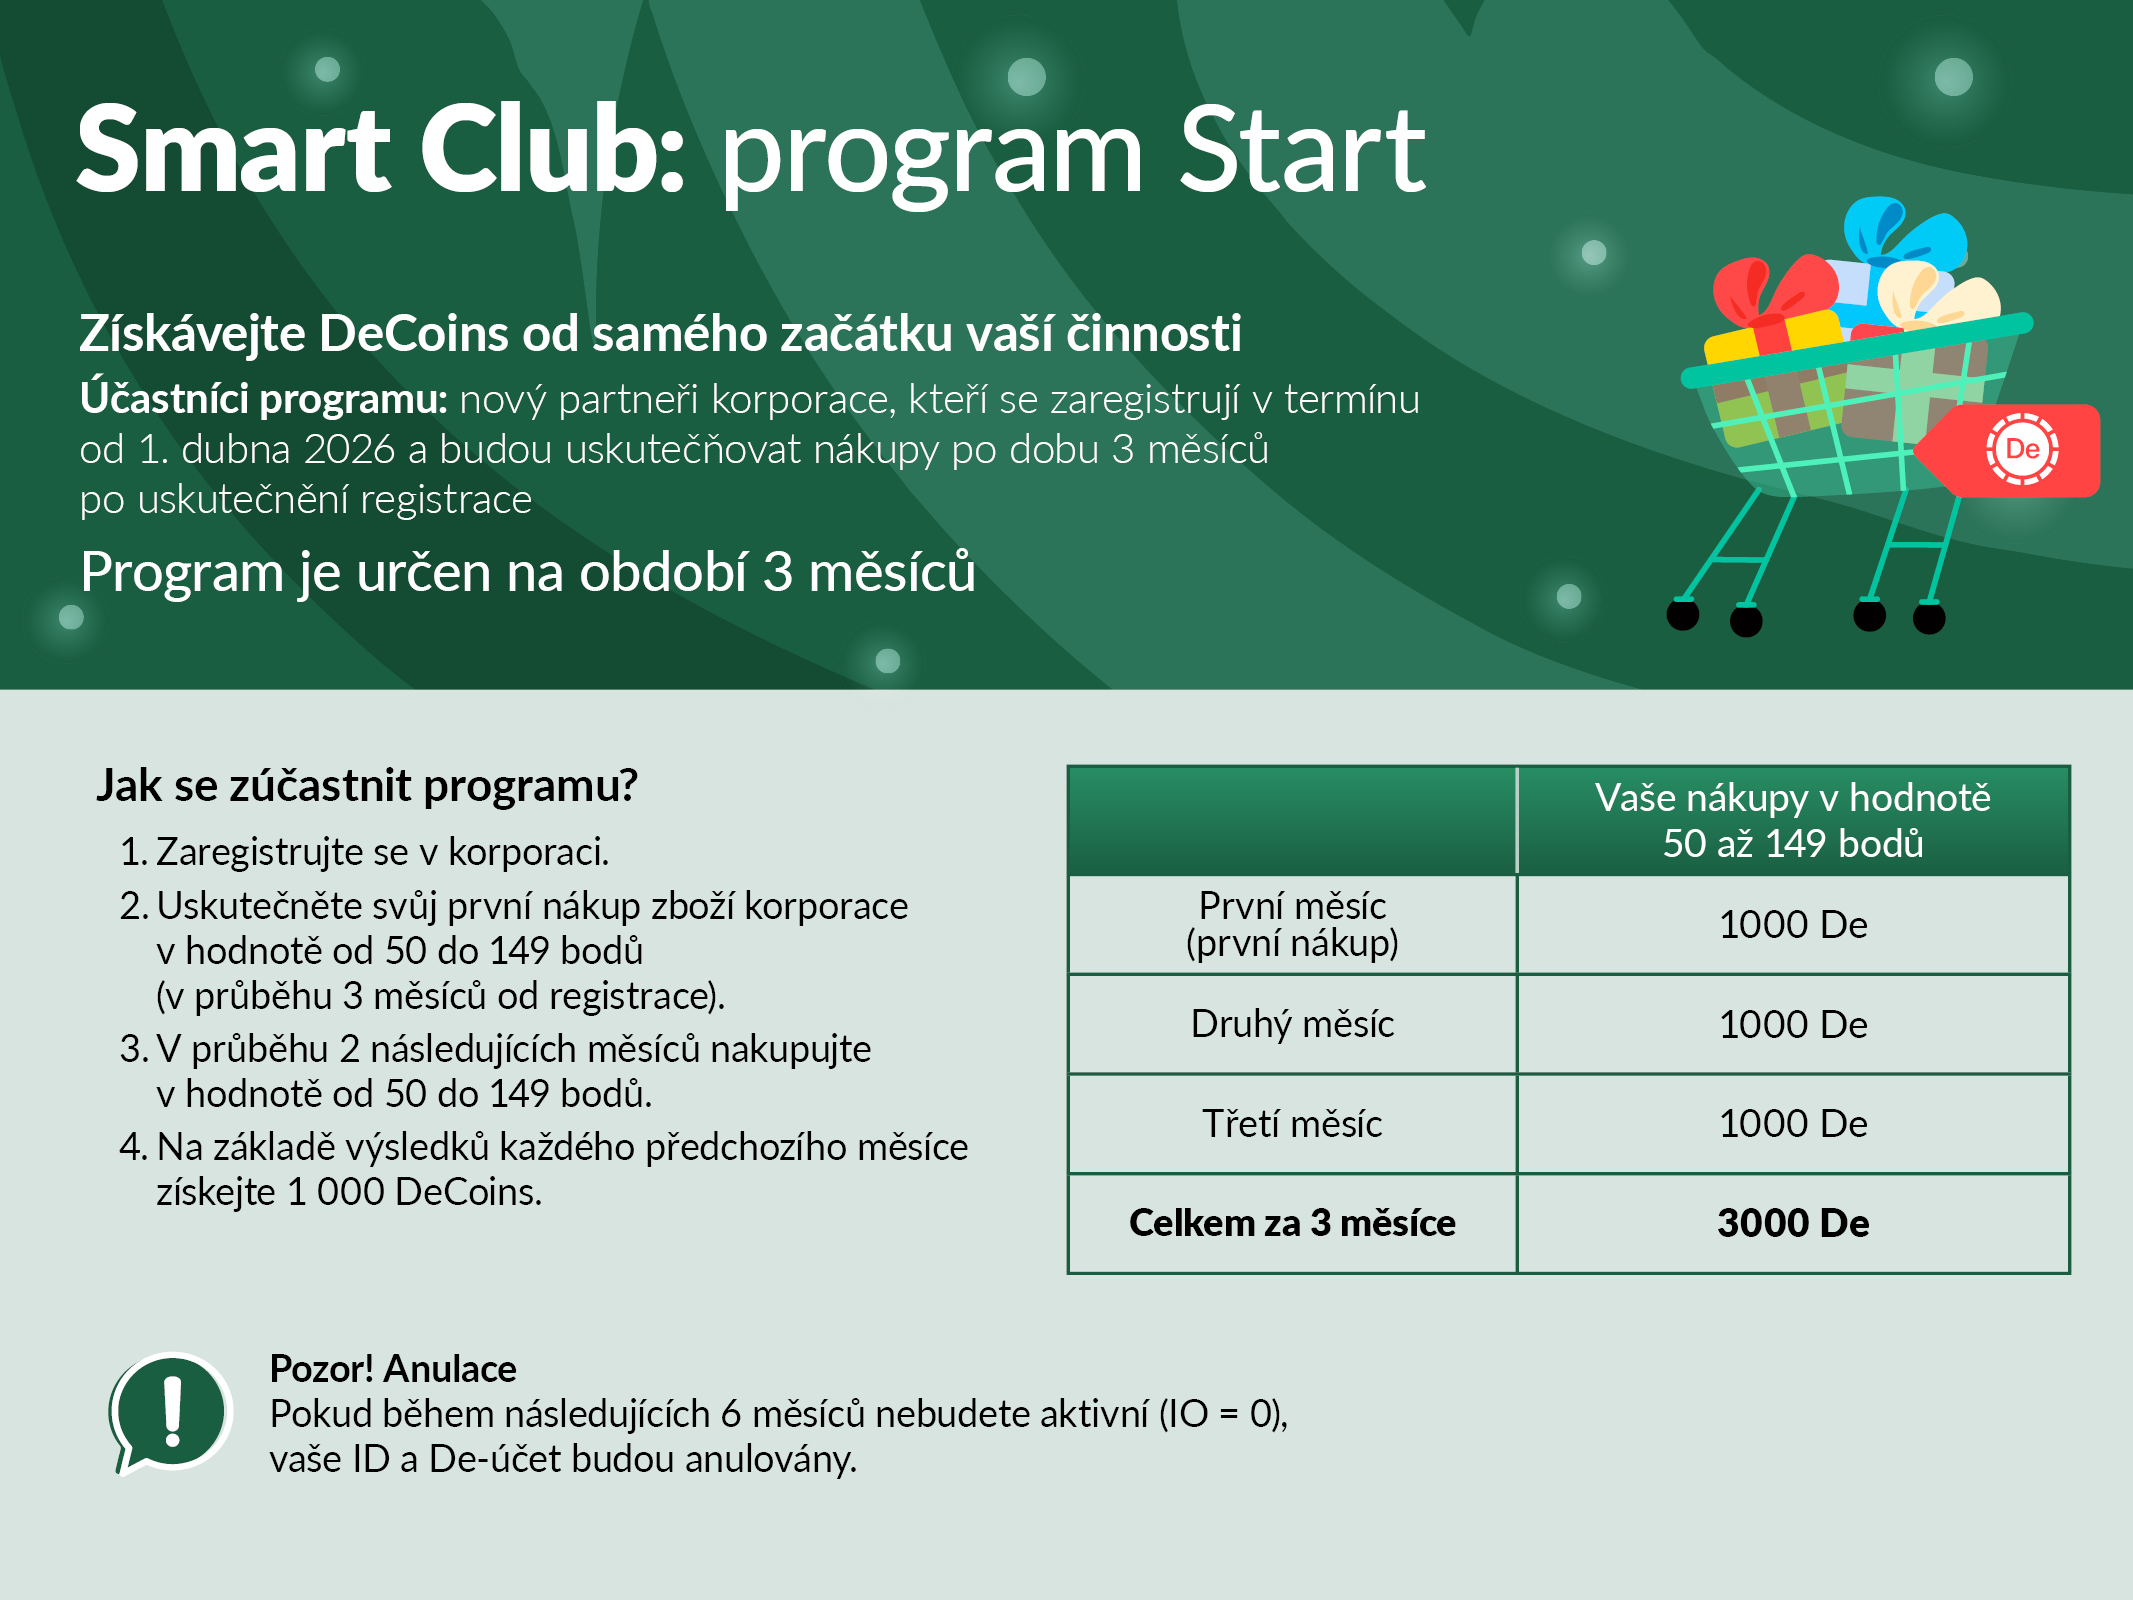 Smart Club: program Start
Získávejte DeCoins od samého začátku vaší činnosti
Účastníci programu: nový partneři korporace, kteří se zaregistrují v termínu
od 1. dubna 2026 a budou uskutečňovat nákupy po dobu 3 měsíců
po uskutečnění registrace
Program je určen na období 3 měsíců
De
Jak se zúčastnit programu?
1. Zaregistrujte se v korporaci.
2. Uskutečněte svůj první nákup zboží korporace
v hodnotě od 50 do 149 bodů
(v průběhu 3 měsíců od registrace).
3. V průběhu 2 následujících měsíců nakupujte
v hodnotě od 50 do 149 bodů.
4. Na základě výsledků každého předchozího měsíce
získejte 1 000 DeCoins.
Vaše nákupy v hodnotě
50 až 149 bodů
První měsíc
(první nákup)
1000 De
Druhý měsíc
1000 De
Třetí měsíc
1000 De
Celkem za 3 měsíce
3000 De
Pozor! Anulace
Pokud během následujících 6 měsíců nebudete aktivní (IO = 0),
vaše ID a De-účet budou anulovány.